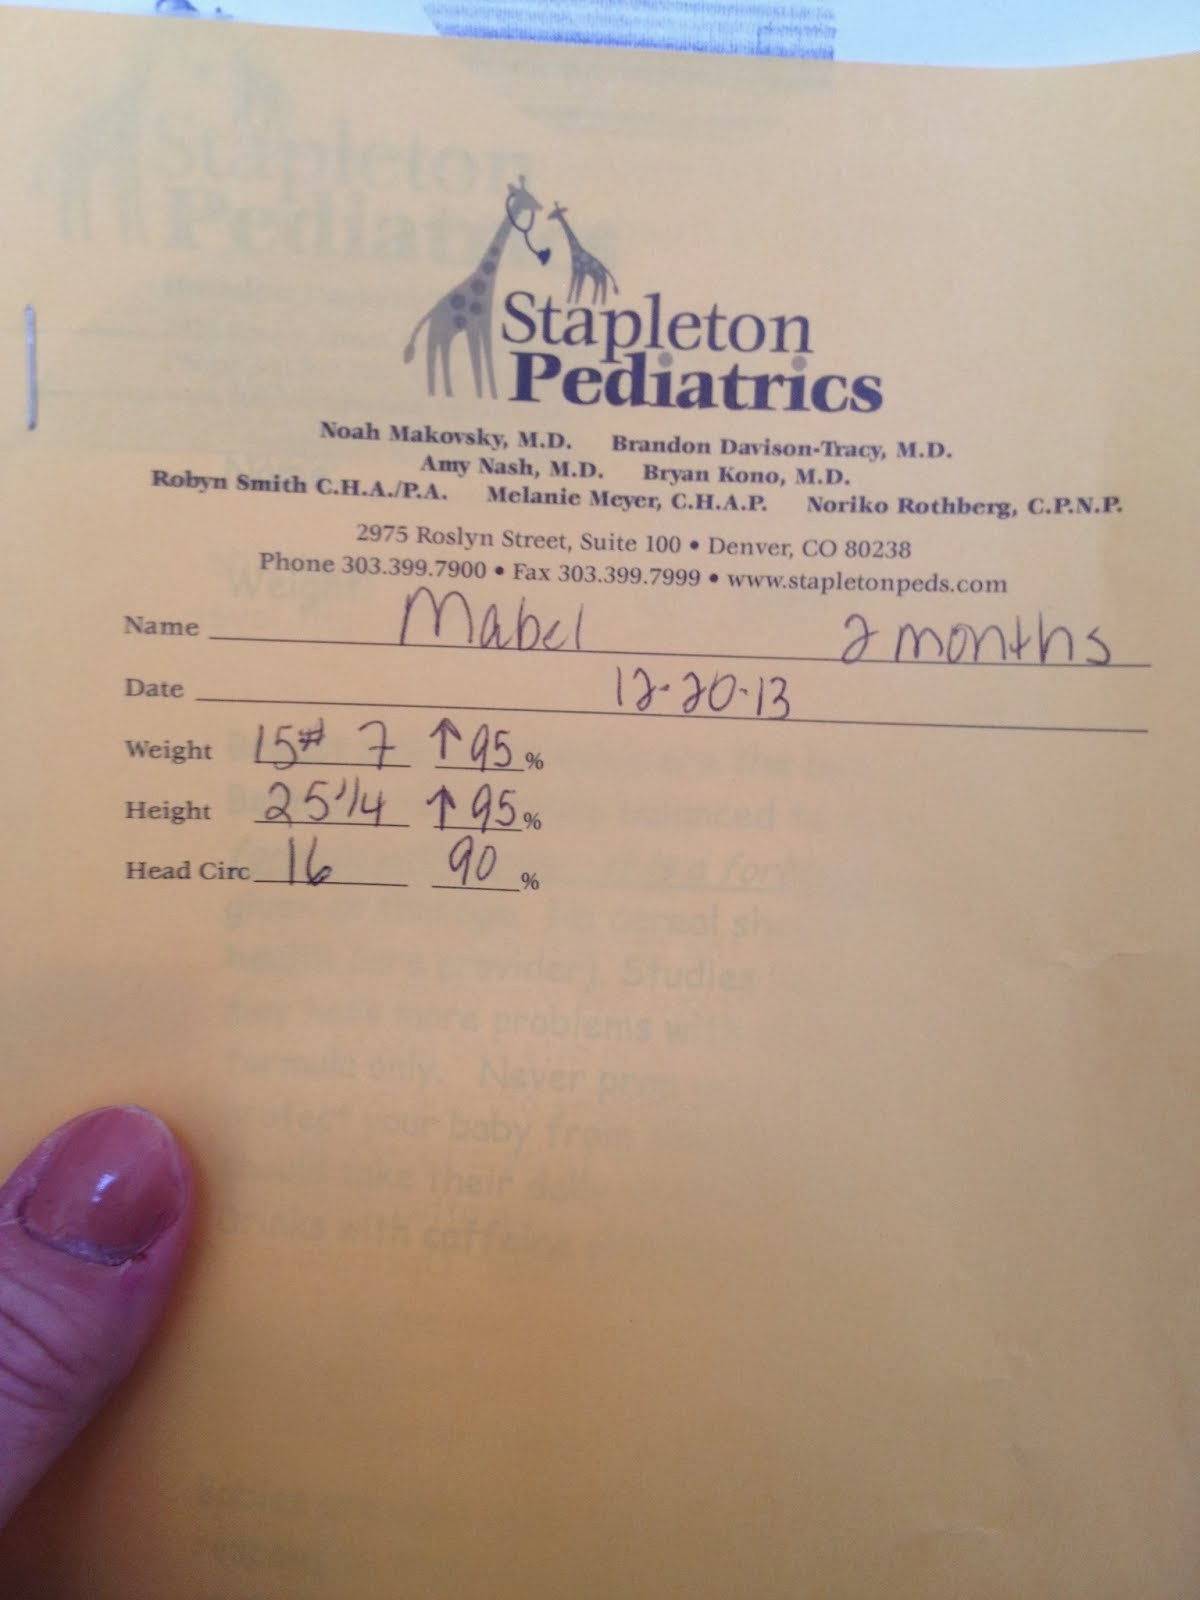 Stapleton
Pediatrics
Noah Makovsky, M.D. Brandon Davison-Tracy, M.D.
Amy Nash, M.D. Bryan Kono, M.D.
Robyn Smith C.H.A./P.A. Melanie Meyer, C.H.A.P. Noriko Rothberg, C.P.N.P.
2975 Roslyn Street, Suite 100 • Denver, CO 80238
Phone 303.399.7900 • Fax 303.399.7999 • www.stapletonpeds.com
Name Mabel 2 months
Date 12-20-13
Weight 15# 7 ↑95 %
Height 25 1/4 ↑95 %
Head Circ 16 90 %